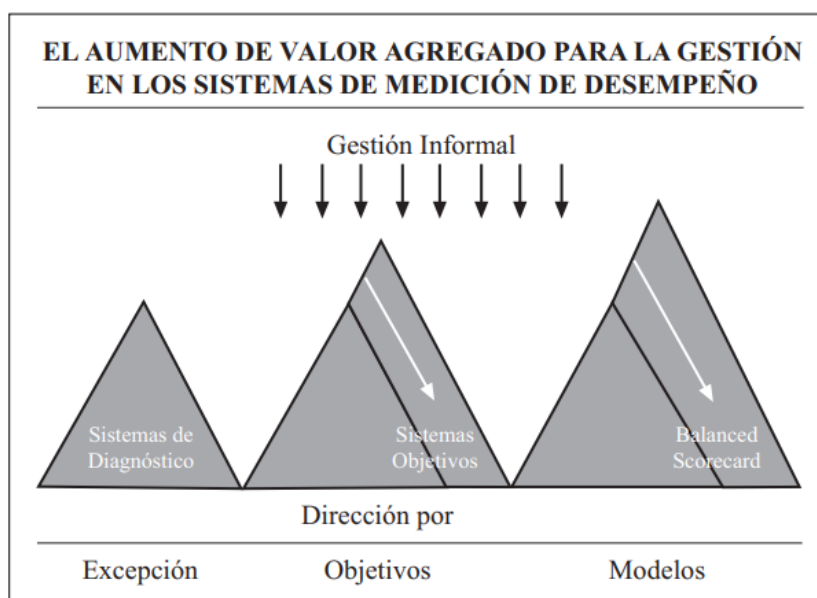 EL AUMENTO DE VALOR AGREGADO PARA LA GESTIÓN
EN LOS SISTEMAS DE MEDICIÓN DE DESEMPEÑO
Gestión Informal
Sistemas de
Diagnóstico
Sistemas
Objetivos
Balanced
Scorecard
Dirección por
Excepción
Objetivos
Modelos